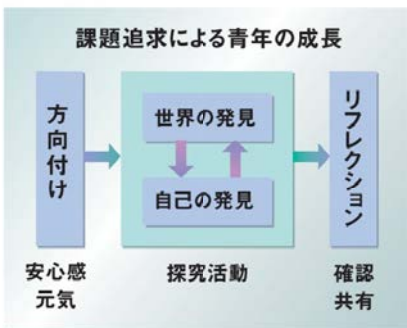 課題追求による青年の成長
方向付け
世界の発見
自己の発見
リフレクション
安心感
元気
探究活動
確認
共有